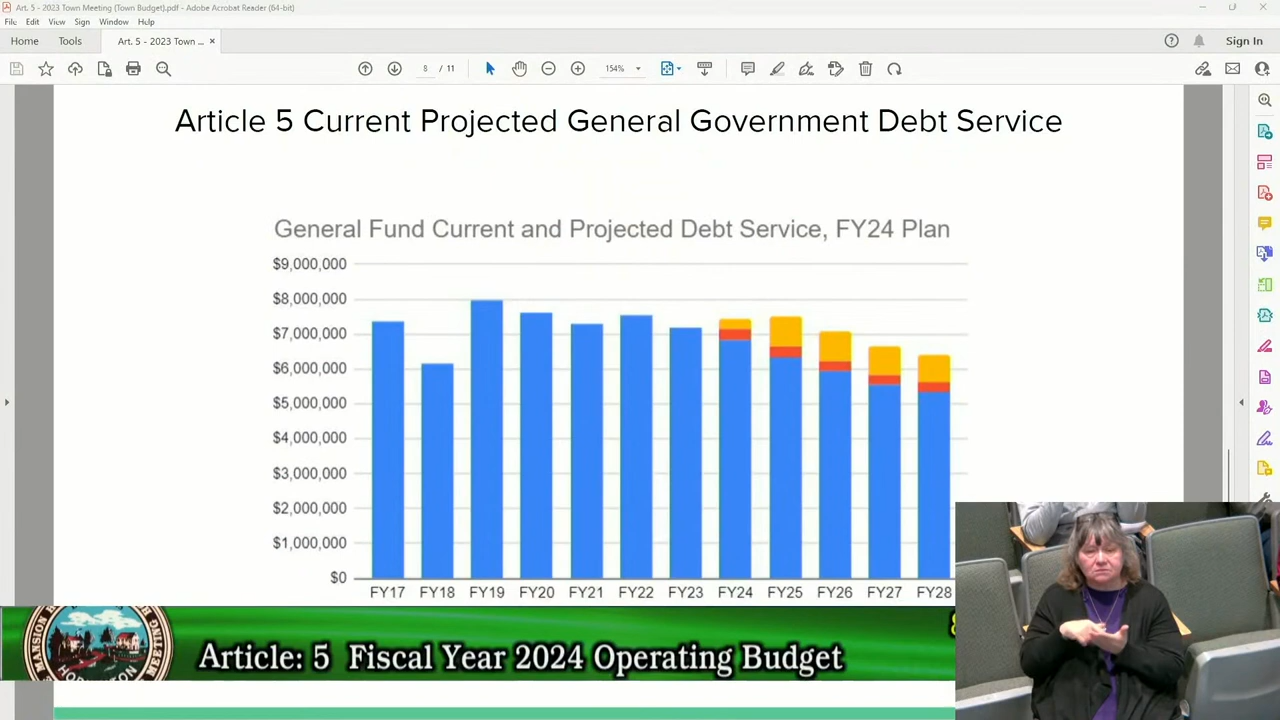 Art. 5 - 2023 Town Meeting (Town Budget).pdf - Adobe Acrobat Reader (64-bit)
File Edit View Sign Window Help
Home Tools Art. 5 - 2023 Town ... × Sign In
8 / 11 154%
Article 5 Current Projected General Government Debt Service
General Fund Current and Projected Debt Service, FY24 Plan
$9,000,000
$8,000,000
$7,000,000
$6,000,000
$5,000,000
$4,000,000
$3,000,000
$2,000,000
$1,000,000
$0
FY17 FY18 FY19 FY20 FY21 FY22 FY23 FY24 FY25 FY26 FY27 FY28
Article: 5 Fiscal Year 2024 Operating Budget